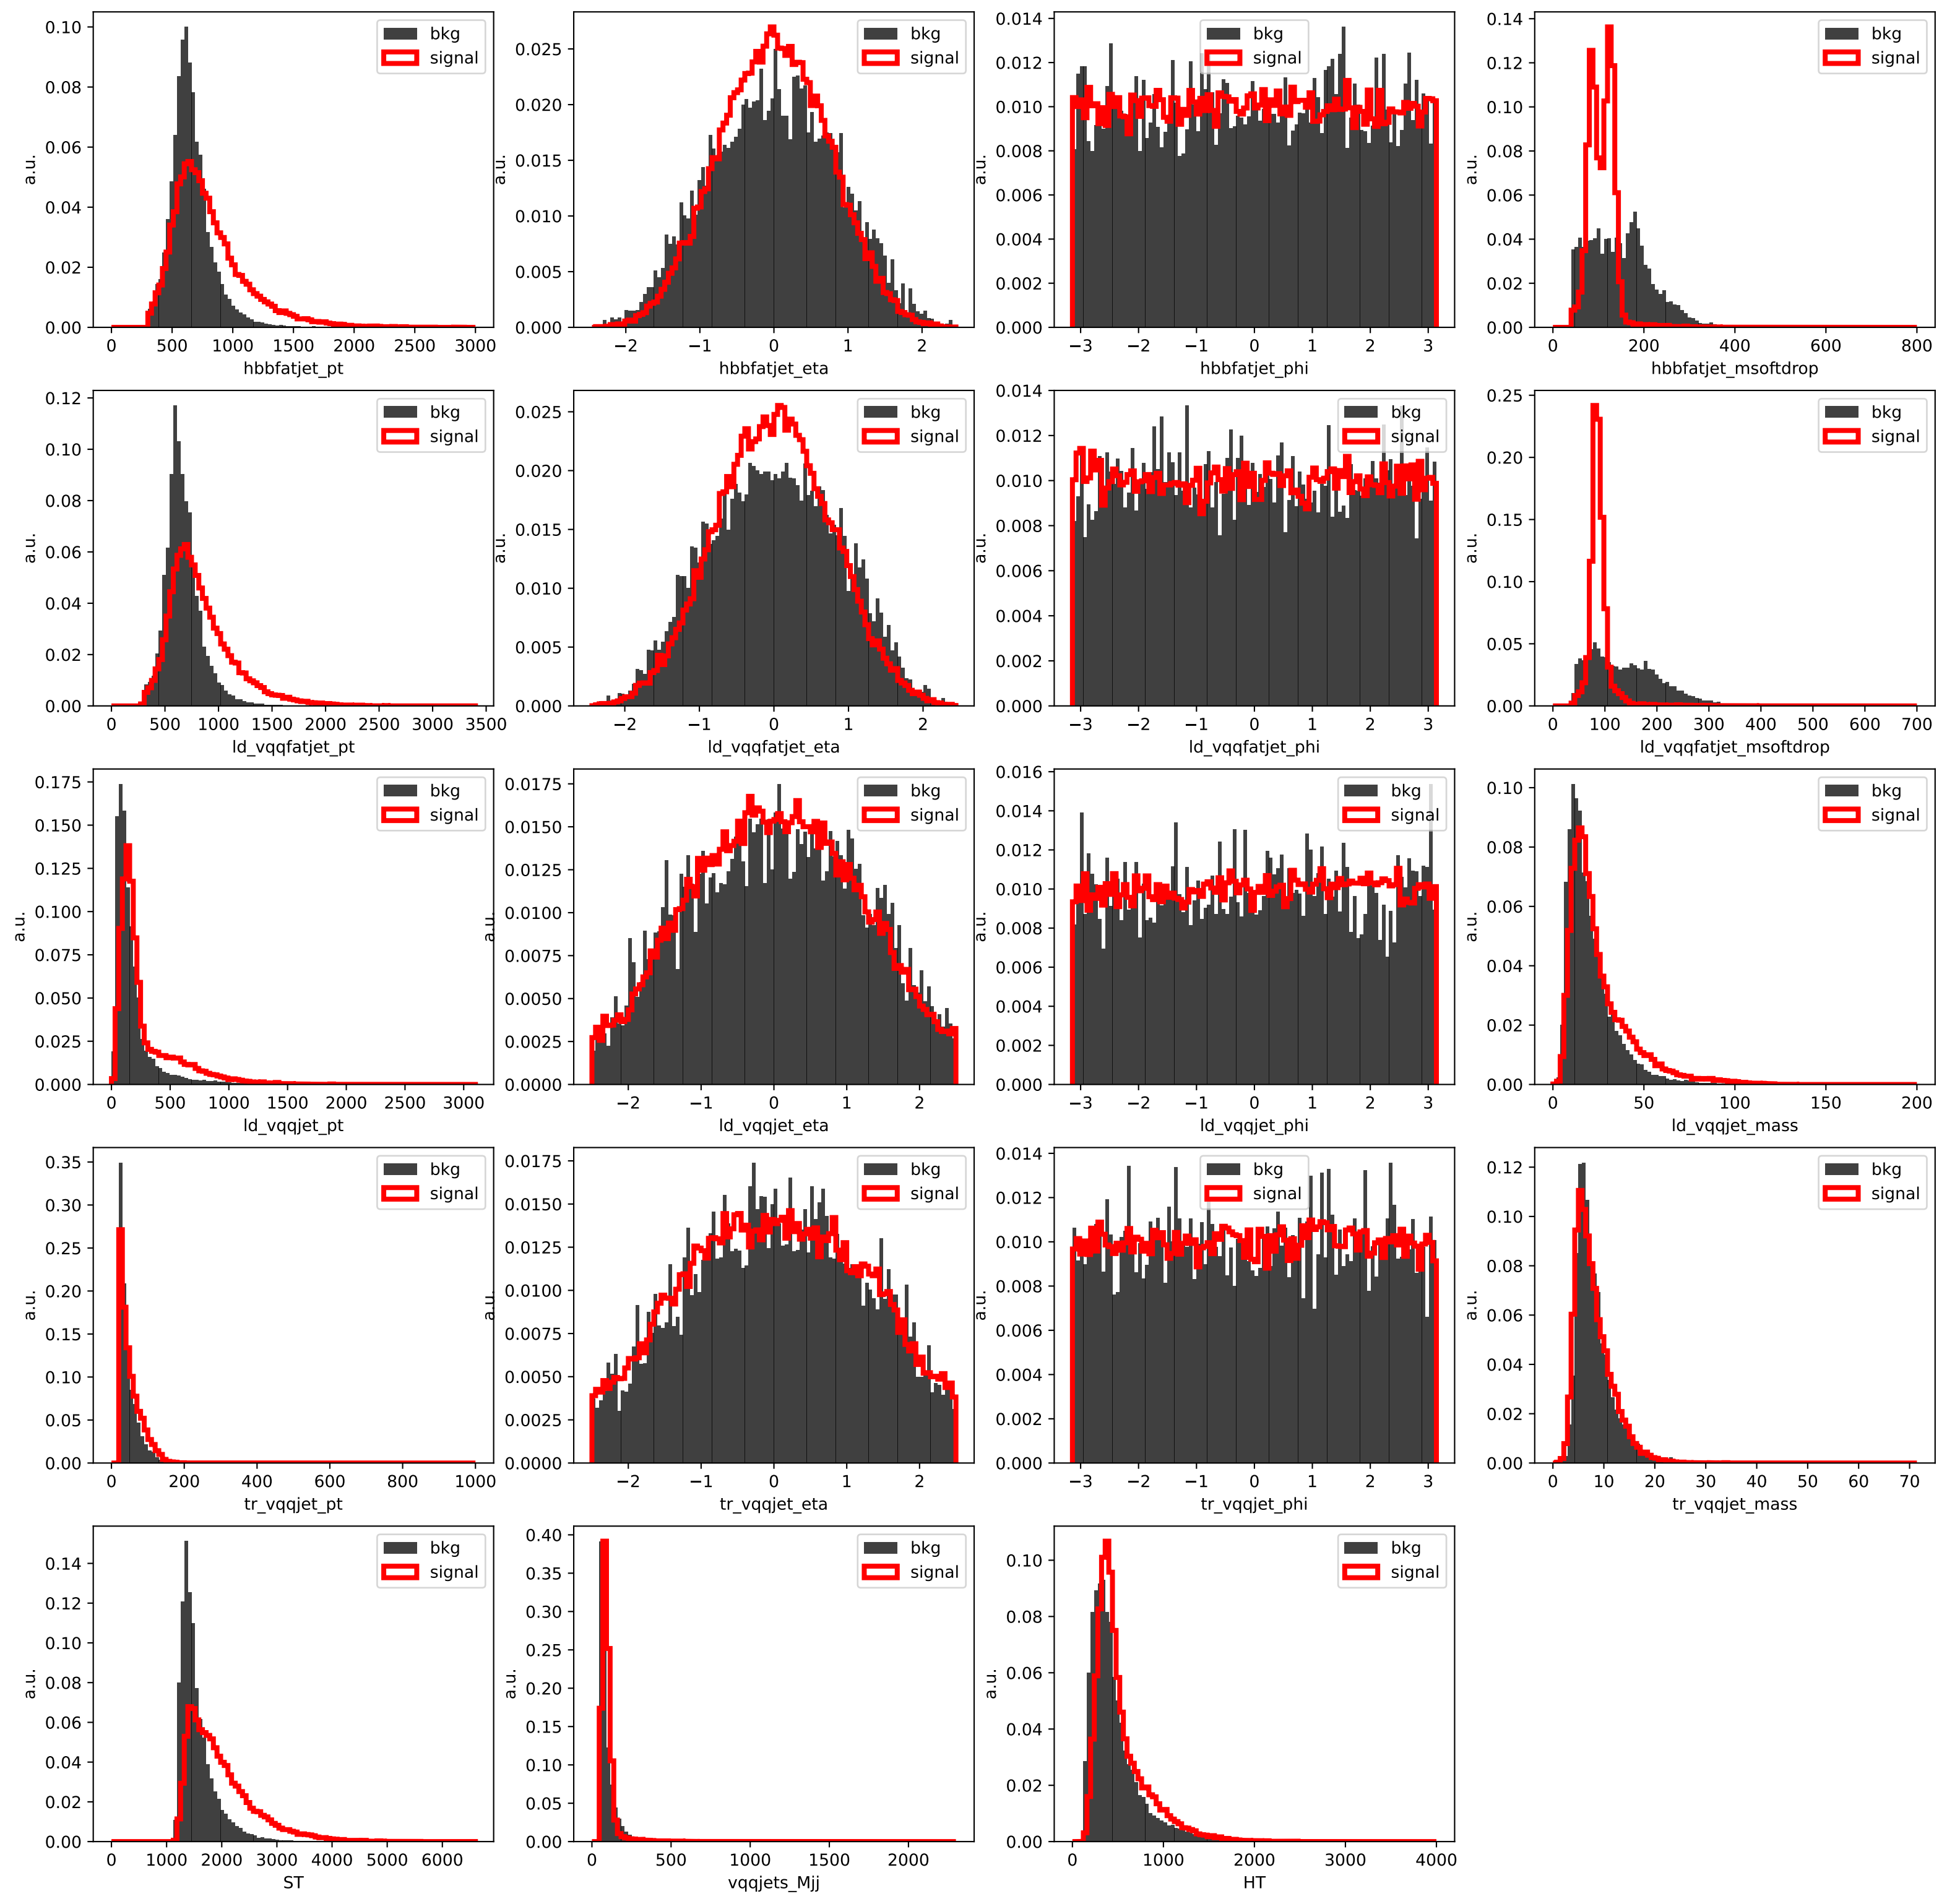 bkg
signal
0.10
0.08
0.06
0.04
0.02
0.00
a.u.
0 500 1000 1500 2000 2500 3000
hbbfatjet_pt
bkg
signal
0.025
0.020
0.015
0.010
0.005
0.000
a.u.
−2 −1 0 1 2
hbbfatjet_eta
bkg
signal
0.014
0.012
0.010
0.008
0.006
0.004
0.002
0.000
a.u.
−3 −2 −1 0 1 2 3
hbbfatjet_phi
bkg
signal
0.14
0.12
0.10
0.08
0.06
0.04
0.02
0.00
a.u.
0 200 400 600 800
hbbfatjet_msoftdrop
bkg
signal
0.12
0.10
0.08
0.06
0.04
0.02
0.00
a.u.
0 500 1000 1500 2000 2500 3000 3500
ld_vqqfatjet_pt
bkg
signal
0.025
0.020
0.015
0.010
0.005
0.000
a.u.
−2 −1 0 1 2
ld_vqqfatjet_eta
bkg
signal
0.014
0.012
0.010
0.008
0.006
0.004
0.002
0.000
a.u.
−3 −2 −1 0 1 2 3
ld_vqqfatjet_phi
bkg
signal
0.25
0.20
0.15
0.10
0.05
0.00
a.u.
0 100 200 300 400 500 600 700
ld_vqqfatjet_msoftdrop
bkg
signal
0.175
0.150
0.125
0.100
0.075
0.050
0.025
0.000
a.u.
0 500 1000 1500 2000 2500 3000
ld_vqqjet_pt
bkg
signal
0.0175
0.0150
0.0125
0.0100
0.0075
0.0050
0.0025
0.0000
a.u.
−2 −1 0 1 2
ld_vqqjet_eta
bkg
signal
0.016
0.014
0.012
0.010
0.008
0.006
0.004
0.002
0.000
a.u.
−3 −2 −1 0 1 2 3
ld_vqqjet_phi
bkg
signal
0.10
0.08
0.06
0.04
0.02
0.00
a.u.
0 50 100 150 200
ld_vqqjet_mass
bkg
signal
0.35
0.30
0.25
0.20
0.15
0.10
0.05
0.00
a.u.
0 200 400 600 800 1000
tr_vqqjet_pt
bkg
signal
0.0175
0.0150
0.0125
0.0100
0.0075
0.0050
0.0025
0.0000
a.u.
−2 −1 0 1 2
tr_vqqjet_eta
bkg
signal
0.014
0.012
0.010
0.008
0.006
0.004
0.002
0.000
a.u.
−3 −2 −1 0 1 2 3
tr_vqqjet_phi
bkg
signal
0.12
0.10
0.08
0.06
0.04
0.02
0.00
a.u.
0 10 20 30 40 50 60 70
tr_vqqjet_mass
bkg
signal
0.14
0.12
0.10
0.08
0.06
0.04
0.02
0.00
a.u.
0 1000 2000 3000 4000 5000 6000
ST
bkg
signal
0.40
0.35
0.30
0.25
0.20
0.15
0.10
0.05
0.00
a.u.
0 500 1000 1500 2000
vqqjets_Mjj
bkg
signal
0.10
0.08
0.06
0.04
0.02
0.00
a.u.
0 1000 2000 3000 4000
HT